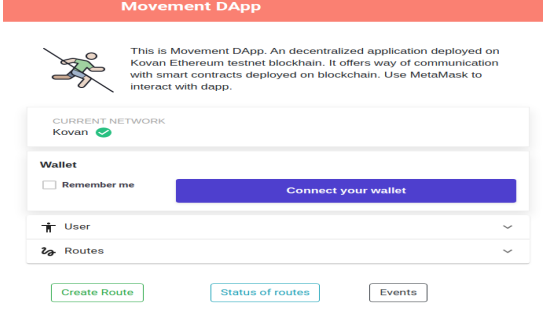 Movement DApp
This is Movement DApp. An decentralized application deployed on
Kovan Ethereum testnet blockhain. It offers way of communication
with smart contracts deployed on blockchain. Use MetaMask to
interact with dapp.
CURRENT NETWORK
Kovan
Wallet
Remember me
Connect your wallet
User
Routes
Create Route
Status of routes
Events